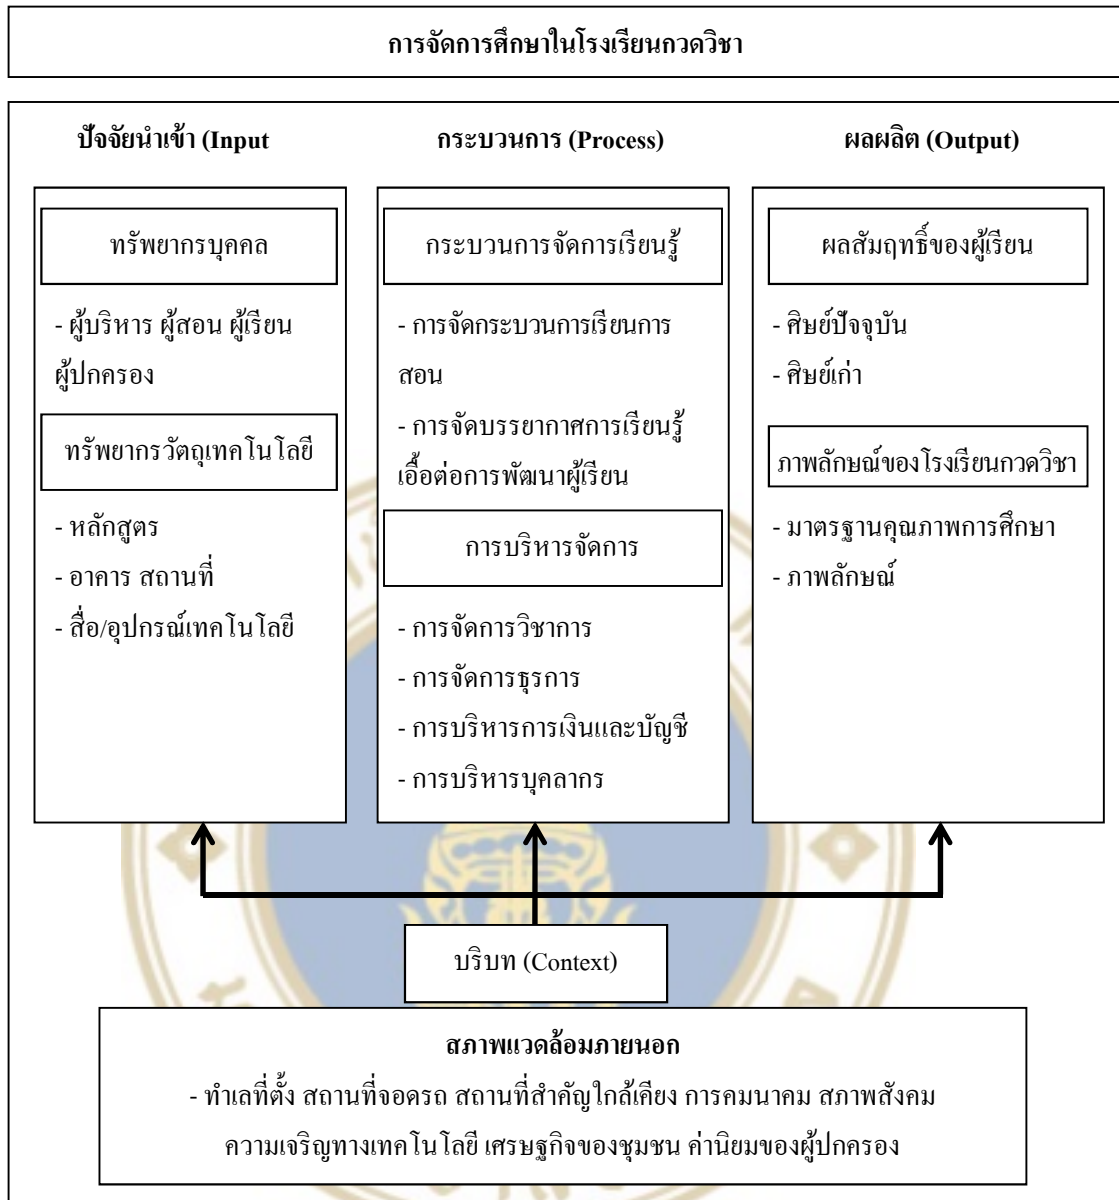 การจัดการศึกษาในโรงเรียนกวดวิชา
ปัจจัยนำเข้า (Input
ทรัพยากรบุคคล
- ผู้บริหาร ผู้สอน ผู้เรียน
ผู้ปกครอง
ทรัพยากรวัตถุเทคโนโลยี
- หลักสูตร
- อาคาร สถานที่
- สื่อ/อุปกรณ์เทคโนโลยี
กระบวนการ (Process)
กระบวนการจัดการเรียนรู้
- การจัดกระบวนการเรียนการ
สอน
- การจัดบรรยากาศการเรียนรู้
เอื้อต่อการพัฒนาผู้เรียน
การบริหารจัดการ
- การจัดการวิชาการ
- การจัดการธุรการ
- การบริหารการเงินและบัญชี
- การบริหารบุคลากร
ผลผลิต (Output)
ผลสัมฤทธิ์ของผู้เรียน
- ศิษย์ปัจจุบัน
- ศิษย์เก่า
ภาพลักษณ์ของโรงเรียนกวดวิชา
- มาตรฐานคุณภาพการศึกษา
- ภาพลักษณ์
บริบท (Context)
สภาพแวดล้อมภายนอก
- ทำเลที่ตั้ง สถานที่จอดรถ สถานที่สำคัญใกล้เคียง การคมนาคม สภาพสังคม
ความเจริญทางเทคโนโลยี เศรษฐกิจของชุมชน ค่านิยมของผู้ปกครอง